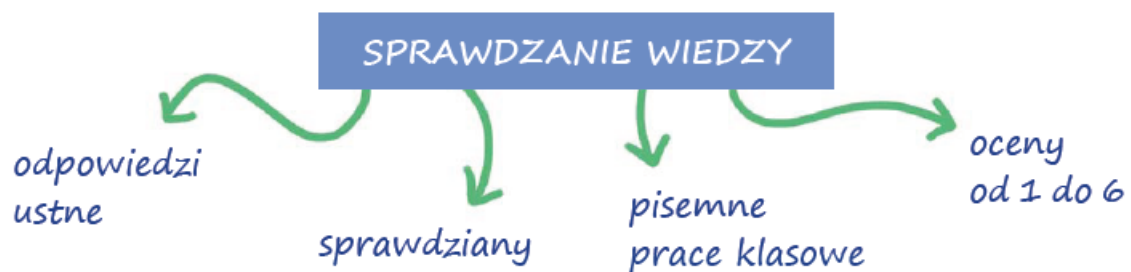 SPRAWDZANIE WIEDZY
odpowiedzi
ustne
sprawdziany
pisemne
prace klasowe
oceny
od 1 do 6